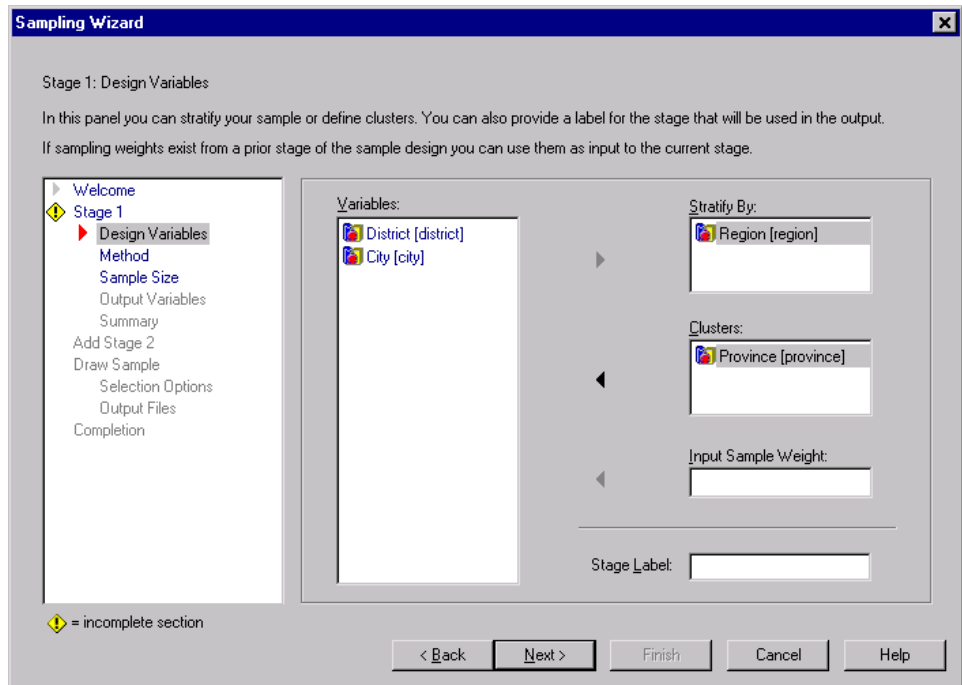 Sampling Wizard
Stage 1: Design Variables
In this panel you can stratify your sample or define clusters. You can also provide a label for the stage that will be used in the output.
If sampling weights exist from a prior stage of the sample design you can use them as input to the current stage.
Welcome
Stage 1
Design Variables
Method
Sample Size
Output Variables
Summary
Add Stage 2
Draw Sample
Selection Options
Output Files
Completion
! = incomplete section
Variables:
District [district]
City [city]
Stratify By:
Region [region]
Clusters:
Province [province]
Input Sample Weight:
Stage Label:
< Back
Next >
Finish
Cancel
Help